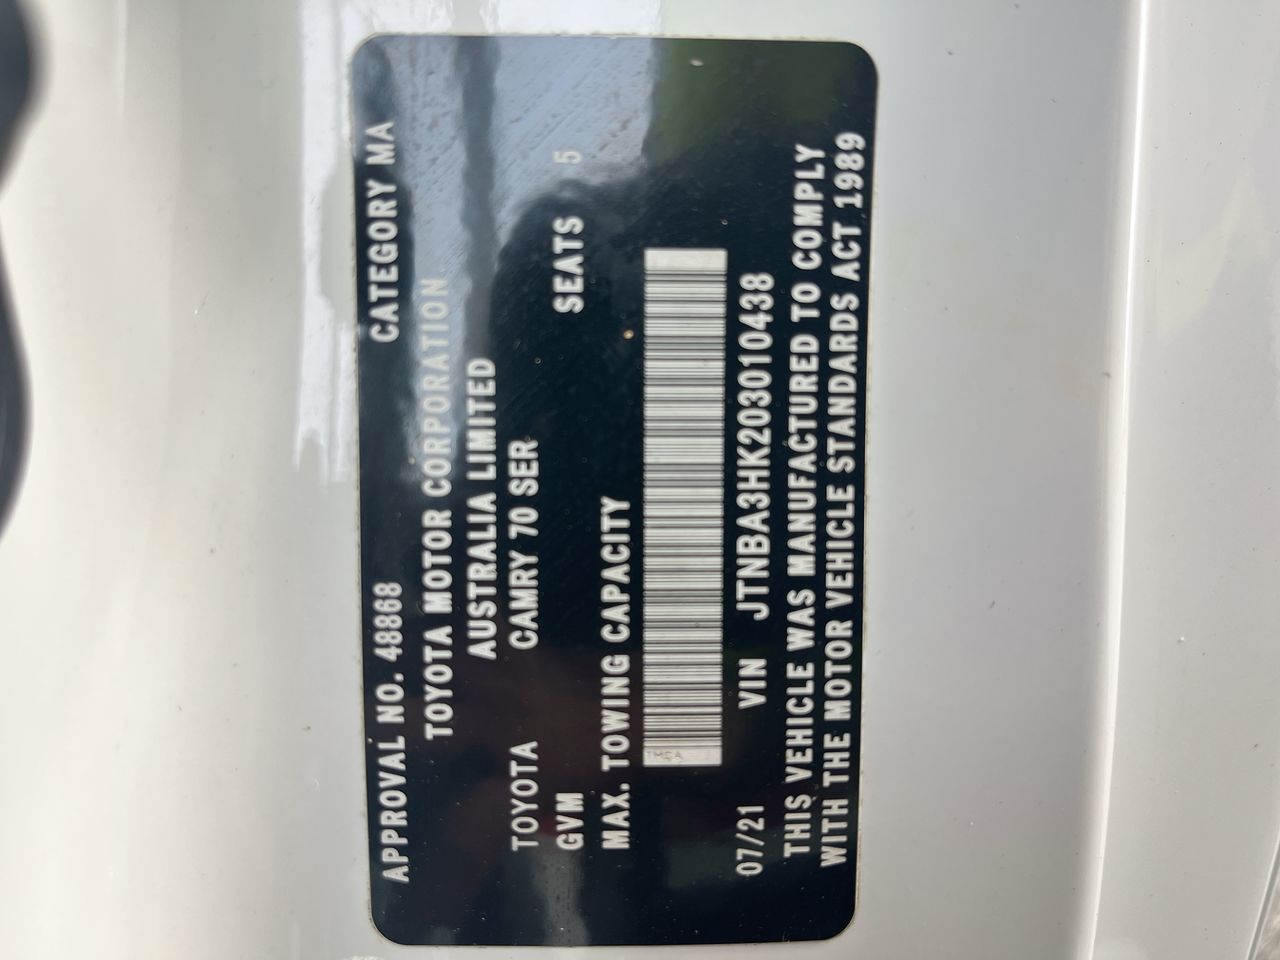 APPROVAL NO. 48868 CATEGORY MA
TOYOTA MOTOR CORPORATION
AUSTRALIA LIMITED
TOYOTA CAMRY 70 SER
GVM SEATS 5
MAX. TOWING CAPACITY
TMCA
07/21 VIN JTNBA3HK203010438
THIS VEHICLE WAS MANUFACTURED TO COMPLY
WITH THE MOTOR VEHICLE STANDARDS ACT 1989